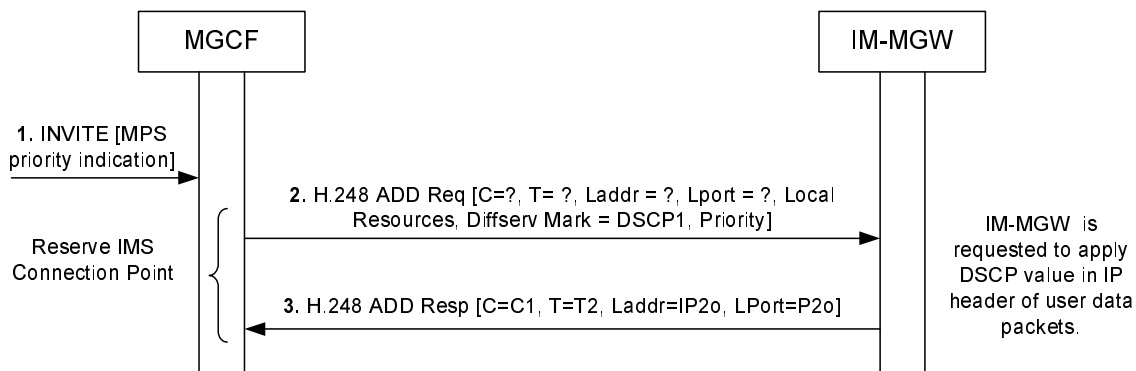 MGCF
IM-MGW
1. INVITE [MPS
priority indication]
2. H.248 ADD Req [C=?, T= ?, Laddr = ?, Lport = ?, Local
Resources, Diffserv Mark = DSCP1, Priority]
Reserve IMS
Connection Point
IM-MGW is
requested to apply
DSCP value in IP
header of user data
packets.
3. H.248 ADD Resp [C=C1, T=T2, Laddr=IP2o, LPort=P2o]